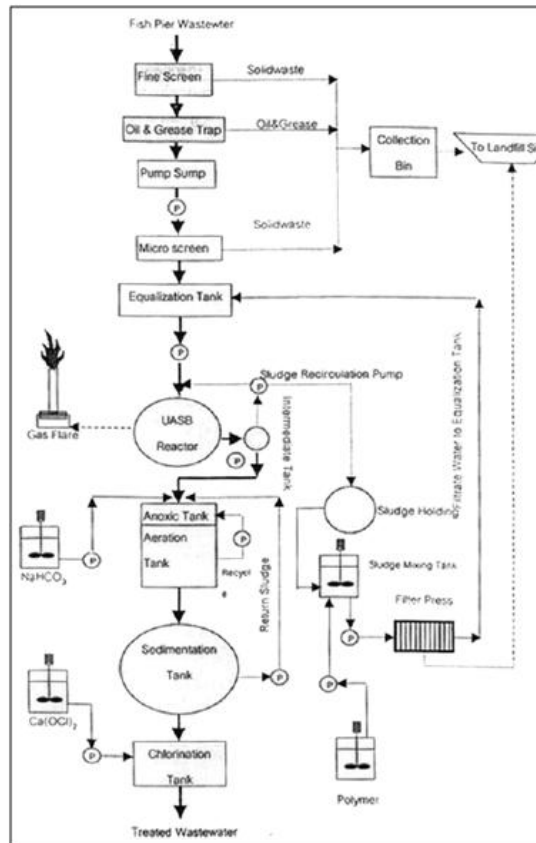 Fish Pier Wastewter
Fine Screen
Solidwaste
Oil & Grease Trap
Oil&Grease
Collection
Bin
To Landfill Si
Pump Sump
P
Micro screen
Solidwaste
Equalization Tank
P
Sludge Recirculation Pump
P
UASB
Reactor
Gas Flare
P
Intermediate Tank
Filtrate Water to Equalization Tank
Anoxic Tank
Aeration
Tank
P
Recycl
e
Return Sludge
NaHCO3
P
Sludge Holding
Sludge Mixing Tank
Filter Press
P
P
Sedimentation
Tank
P
Ca(OCl)2
P
Chlorination
Tank
Polymer
Treated Wastewater